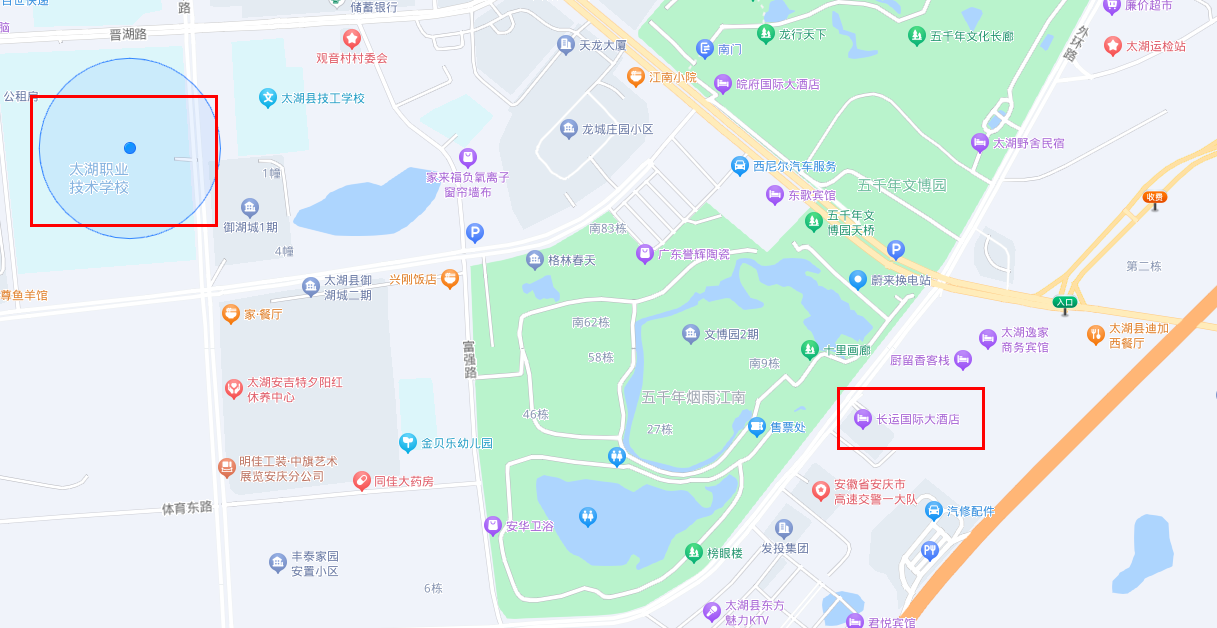 自世快递
路
储蓄银行
廉价超市
脑
晋湖路
观音村村委会
天龙大厦
南门
龙行天下
五千年文化长廊
外环路
太湖运检站
公租房
太湖县技工学校
江南小院
皖府国际大酒店
龙城庄园小区
太湖野舍民宿
太湖职业
技术学校
1幢
家来福负氧离子
窗帘墙布
西尼尔汽车服务
东歌宾馆
五千年文博园
收费
御湖城1期
P
南83栋
五千年文
博园天桥
4幢
格林春天
广东誉辉陶瓷
P
第二栋
太湖县御
湖城二期
兴刚饭店
蔚来换电站
尊鱼羊馆
家·餐厅
南62栋
文博园2期
入口
太湖逸家
商务宾馆
太湖县迪加
西餐厅
富强路
58栋
南9栋
十里画廊
厨留香客栈
太湖安吉特夕阳红
休养中心
五千年烟雨江南
46栋
27栋
售票处
长运国际大酒店
金贝乐幼儿园
明佳工装·中旗艺术
展览安庆分公司
同佳大药房
安徽省安庆市
高速交警一大队
体育东路
安华卫浴
汽修配件
发投集团
榜眼楼
P
丰泰家园
安置小区
6栋
太湖县东方
魅力KTV
君悦宾馆